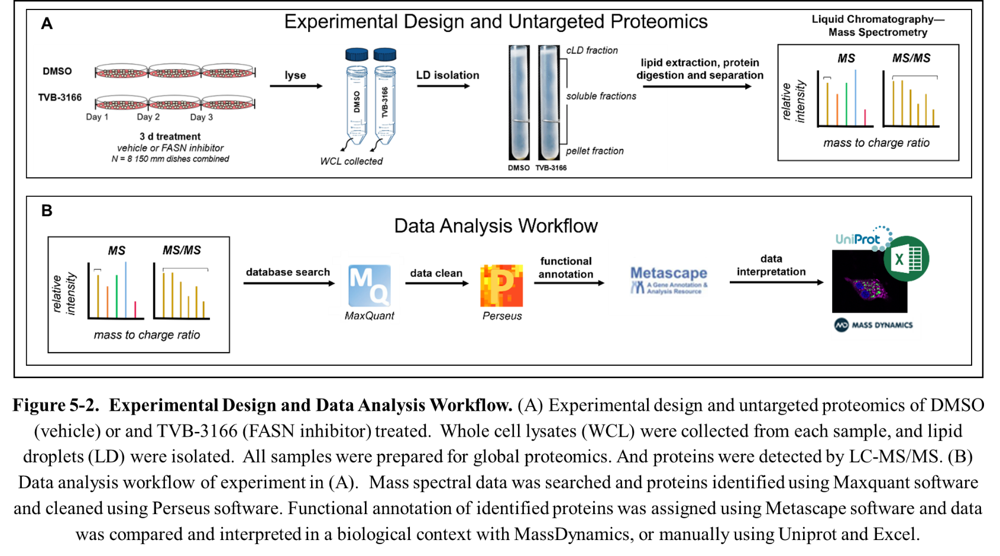 A
Experimental Design and Untargeted Proteomics
Liquid Chromatography—
Mass Spectrometry
DMSO
TVB-3166
Day 1 Day 2 Day 3
3 d treatment
vehicle or FASN inhibitor
N = 8 150 mm dishes combined
lyse
DMSO
TVB-3166
WCL collected
LD isolation
cLD fraction
soluble fractions
pellet fraction
DMSO TVB-3166
lipid extraction, protein
digestion and separation
MS MS/MS
relative
intensity
mass to charge ratio
B
Data Analysis Workflow
MS MS/MS
relative
intensity
mass to charge ratio
database search
MQ
MaxQuant
data clean
P
Perseus
functional
annotation
Metascape
A Gene Annotation &
Analysis Resource
data
interpretation
UniProt
X
MASS DYNAMICS
Figure 5-2. Experimental Design and Data Analysis Workflow. (A) Experimental design and untargeted proteomics of DMSO
(vehicle) or and TVB-3166 (FASN inhibitor) treated. Whole cell lysates (WCL) were collected from each sample, and lipid
droplets (LD) were isolated. All samples were prepared for global proteomics. And proteins were detected by LC-MS/MS. (B)
Data analysis workflow of experiment in (A). Mass spectral data was searched and proteins identified using Maxquant software
and cleaned using Perseus software. Functional annotation of identified proteins was assigned using Metascape software and data
was compared and interpreted in a biological context with MassDynamics, or manually using Uniprot and Excel.